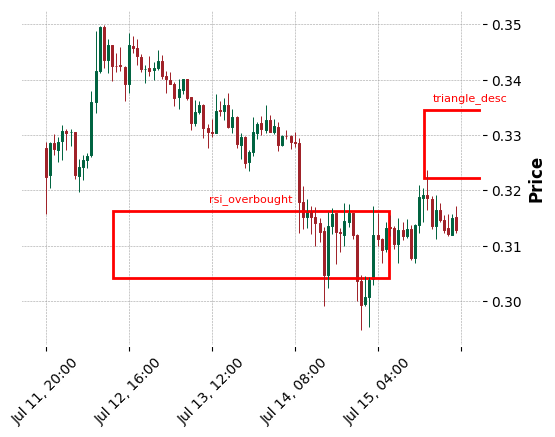 0.35
0.34
triangle_desc
0.33
0.32
rsi_overbought
0.31
0.30
Price
Jul 11, 20:00
Jul 12, 16:00
Jul 13, 12:00
Jul 14, 08:00
Jul 15, 04:00